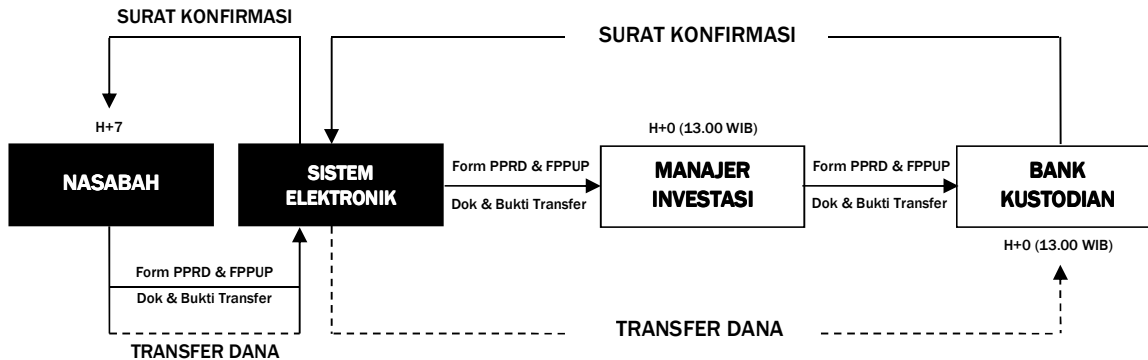 SURAT KONFIRMASI
SURAT KONFIRMASI
H+7
H+0 (13.00 WIB)
NASABAH
SISTEM
ELEKTRONIK
Form PPRD & FPPUP
Dok & Bukti Transfer
MANAJER
INVESTASI
Form PPRD & FPPUP
Dok & Bukti Transfer
BANK
KUSTODIAN
H+0 (13.00 WIB)
Form PPRD & FPPUP
Dok & Bukti Transfer
TRANSFER DANA
TRANSFER DANA